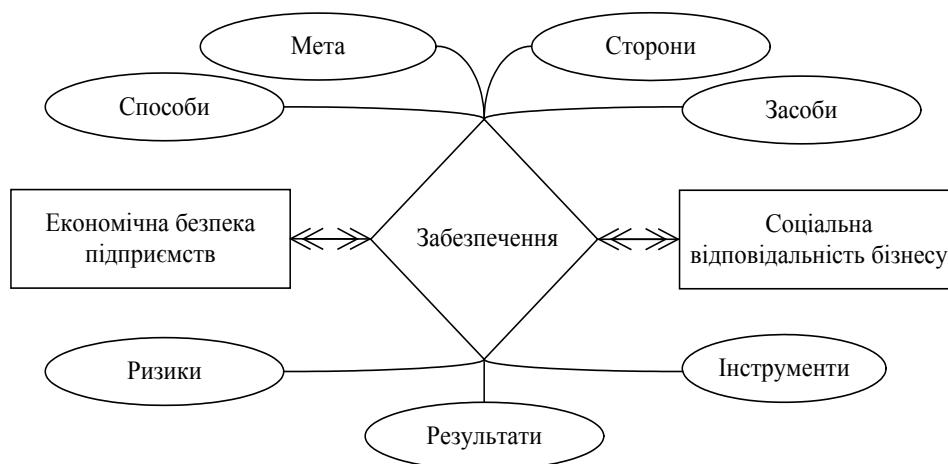 Мета
Сторони
Способи
Засоби
Економічна безпека
підприємств
Забезпечення
Соціальна
відповідальність бізнесу
Ризики
Інструменти
Результати